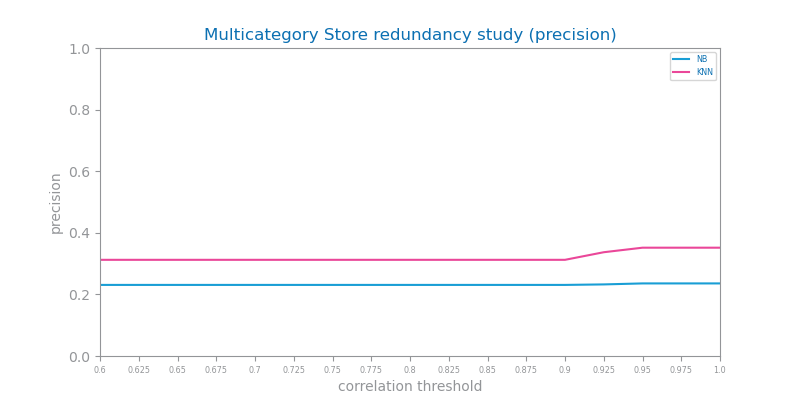 Multicategory Store redundancy study (precision)
NB
KNN
precision
1.0
0.8
0.6
0.4
0.2
0.0
0.6 0.625 0.65 0.675 0.7 0.725 0.75 0.775 0.8 0.825 0.85 0.875 0.9 0.925 0.95 0.975 1.0
correlation threshold